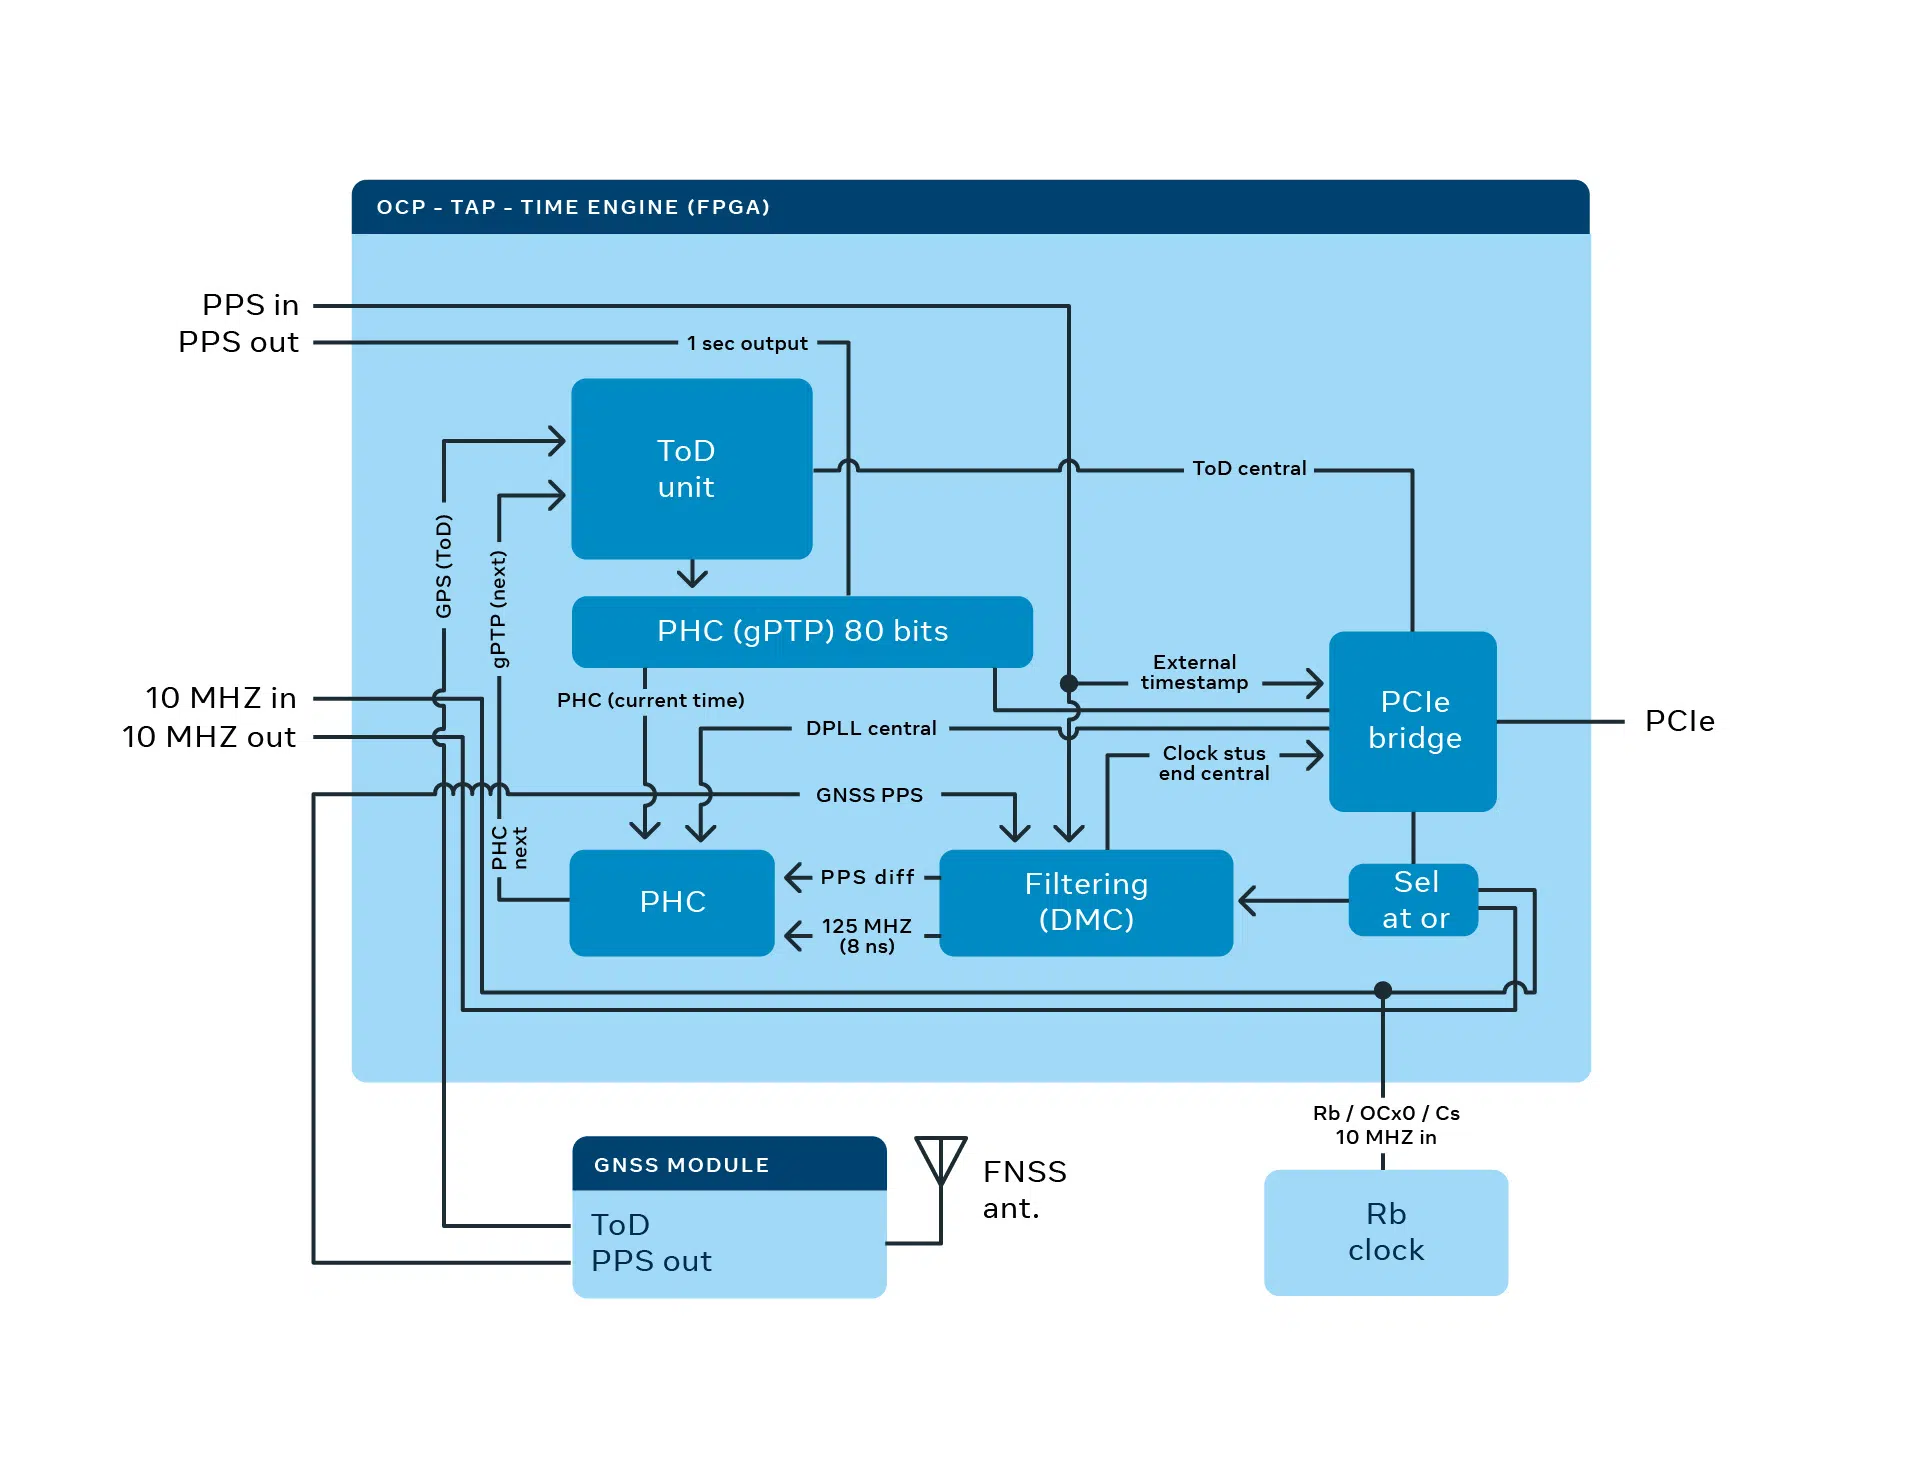 OCP - TAP - TIME ENGINE (FPGA)
PPS in
PPS out
1 sec output
ToD
unit
ToD central
GPS (ToD)
gPTP (next)
PHC (gPTP) 80 bits
External
timestamp
10 MHZ in
10 MHZ out
PHC (current time)
DPLL central
PCIe
bridge
PCIe
Clock stus
end central
GNSS PPS
PHC
next
PHC
PPS diff
125 MHZ
(8 ns)
Filtering
(DMC)
Sel
at or
Rb / OCx0 / Cs
10 MHZ in
GNSS MODULE
ToD
PPS out
FNSS
ant.
Rb
clock